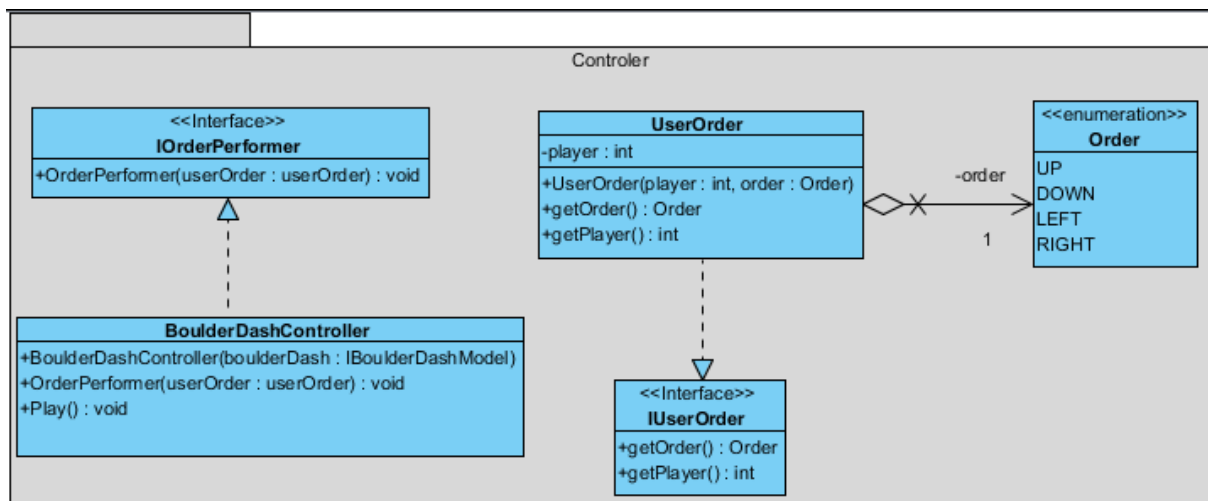 Controler
<<Interface>>
IOrderPerformer
+OrderPerformer(userOrder : userOrder) : void
BoulderDashController
+BoulderDashController(boulderDash : IBoulderDashModel)
+OrderPerformer(userOrder : userOrder) : void
+Play() : void
UserOrder
-player : int
+UserOrder(player : int, order : Order)
+getOrder() : Order
+getPlayer() : int
-order
1
<<enumeration>>
Order
UP
DOWN
LEFT
RIGHT
<<Interface>>
IUserOrder
+getOrder() : Order
+getPlayer() : int